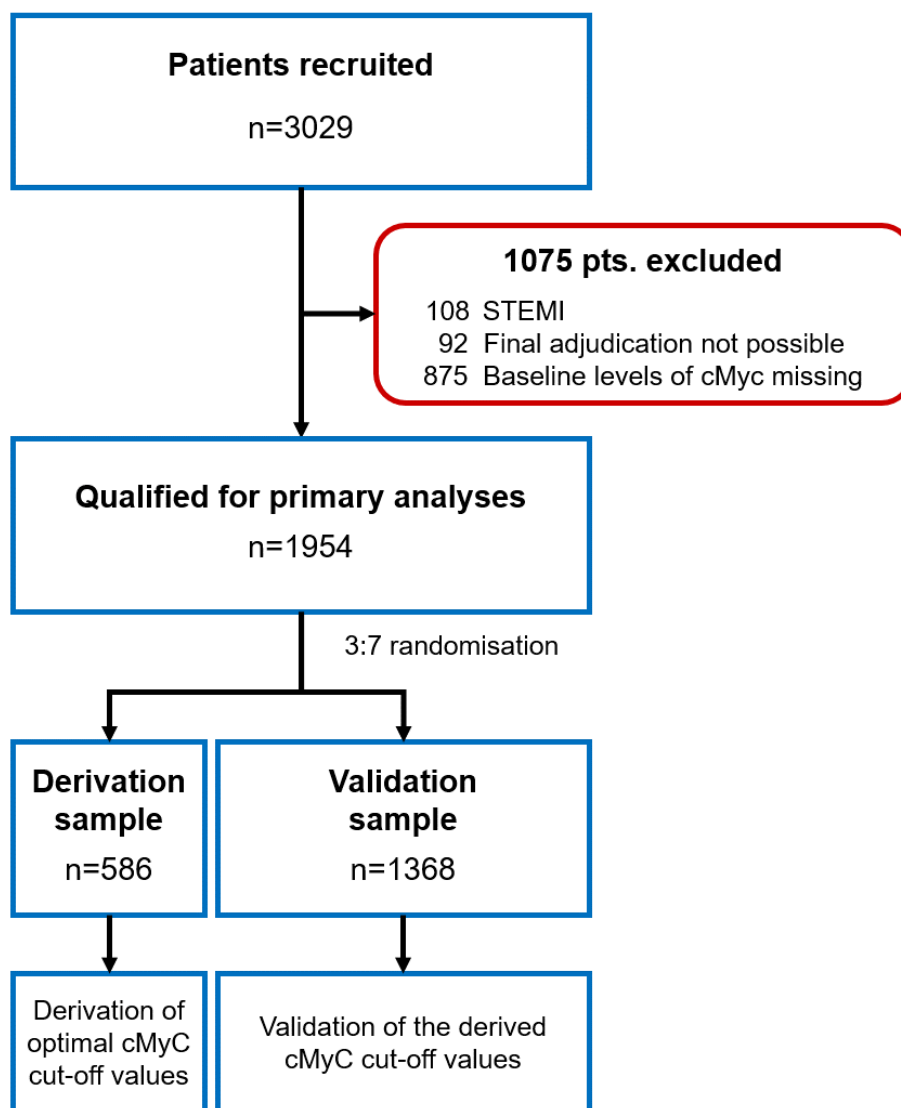 Patients recruited
n=3029
1075 pts. excluded
108 STEMI
92 Final adjudication not possible
875 Baseline levels of cMyc missing
Qualified for primary analyses
n=1954
3:7 randomisation
Derivation
sample
n=586
Validation
sample
n=1368
Derivation of
optimal cMyC
cut-off values
Validation of the derived
cMyC cut-off values